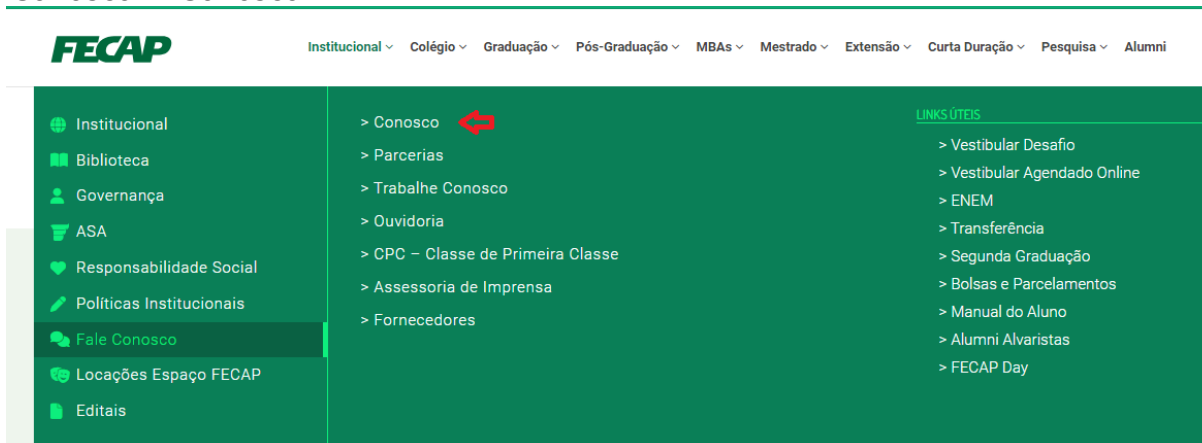 FECAP
Institucional Colégio Graduação Pós-Graduação MBAs Mestrado Extensão Curta Duração Pesquisa Alumni
Institucional
Biblioteca
Governança
ASA
Responsabilidade Social
Políticas Institucionais
Fale Conosco
Locações Espaço FECAP
Editais
> Conosco
> Parcerias
> Trabalhe Conosco
> Ouvidoria
> CPC – Classe de Primeira Classe
> Assessoria de Imprensa
> Fornecedores
LINKS ÚTEIS
> Vestibular Desafio
> Vestibular Agendado Online
> ENEM
> Transferência
> Segunda Graduação
> Bolsas e Parcelamentos
> Manual do Aluno
> Alumni Alvaristas
> FECAP Day